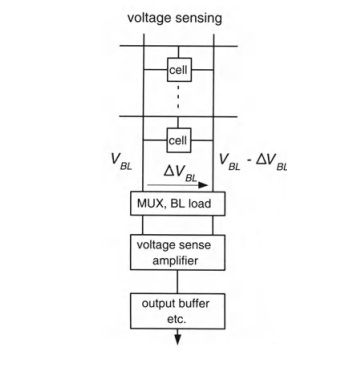 voltage sensing
cell
cell
V_BL
ΔV_BL
V_BL - ΔV_BL
MUX, BL load
voltage sense
amplifier
output buffer
etc.